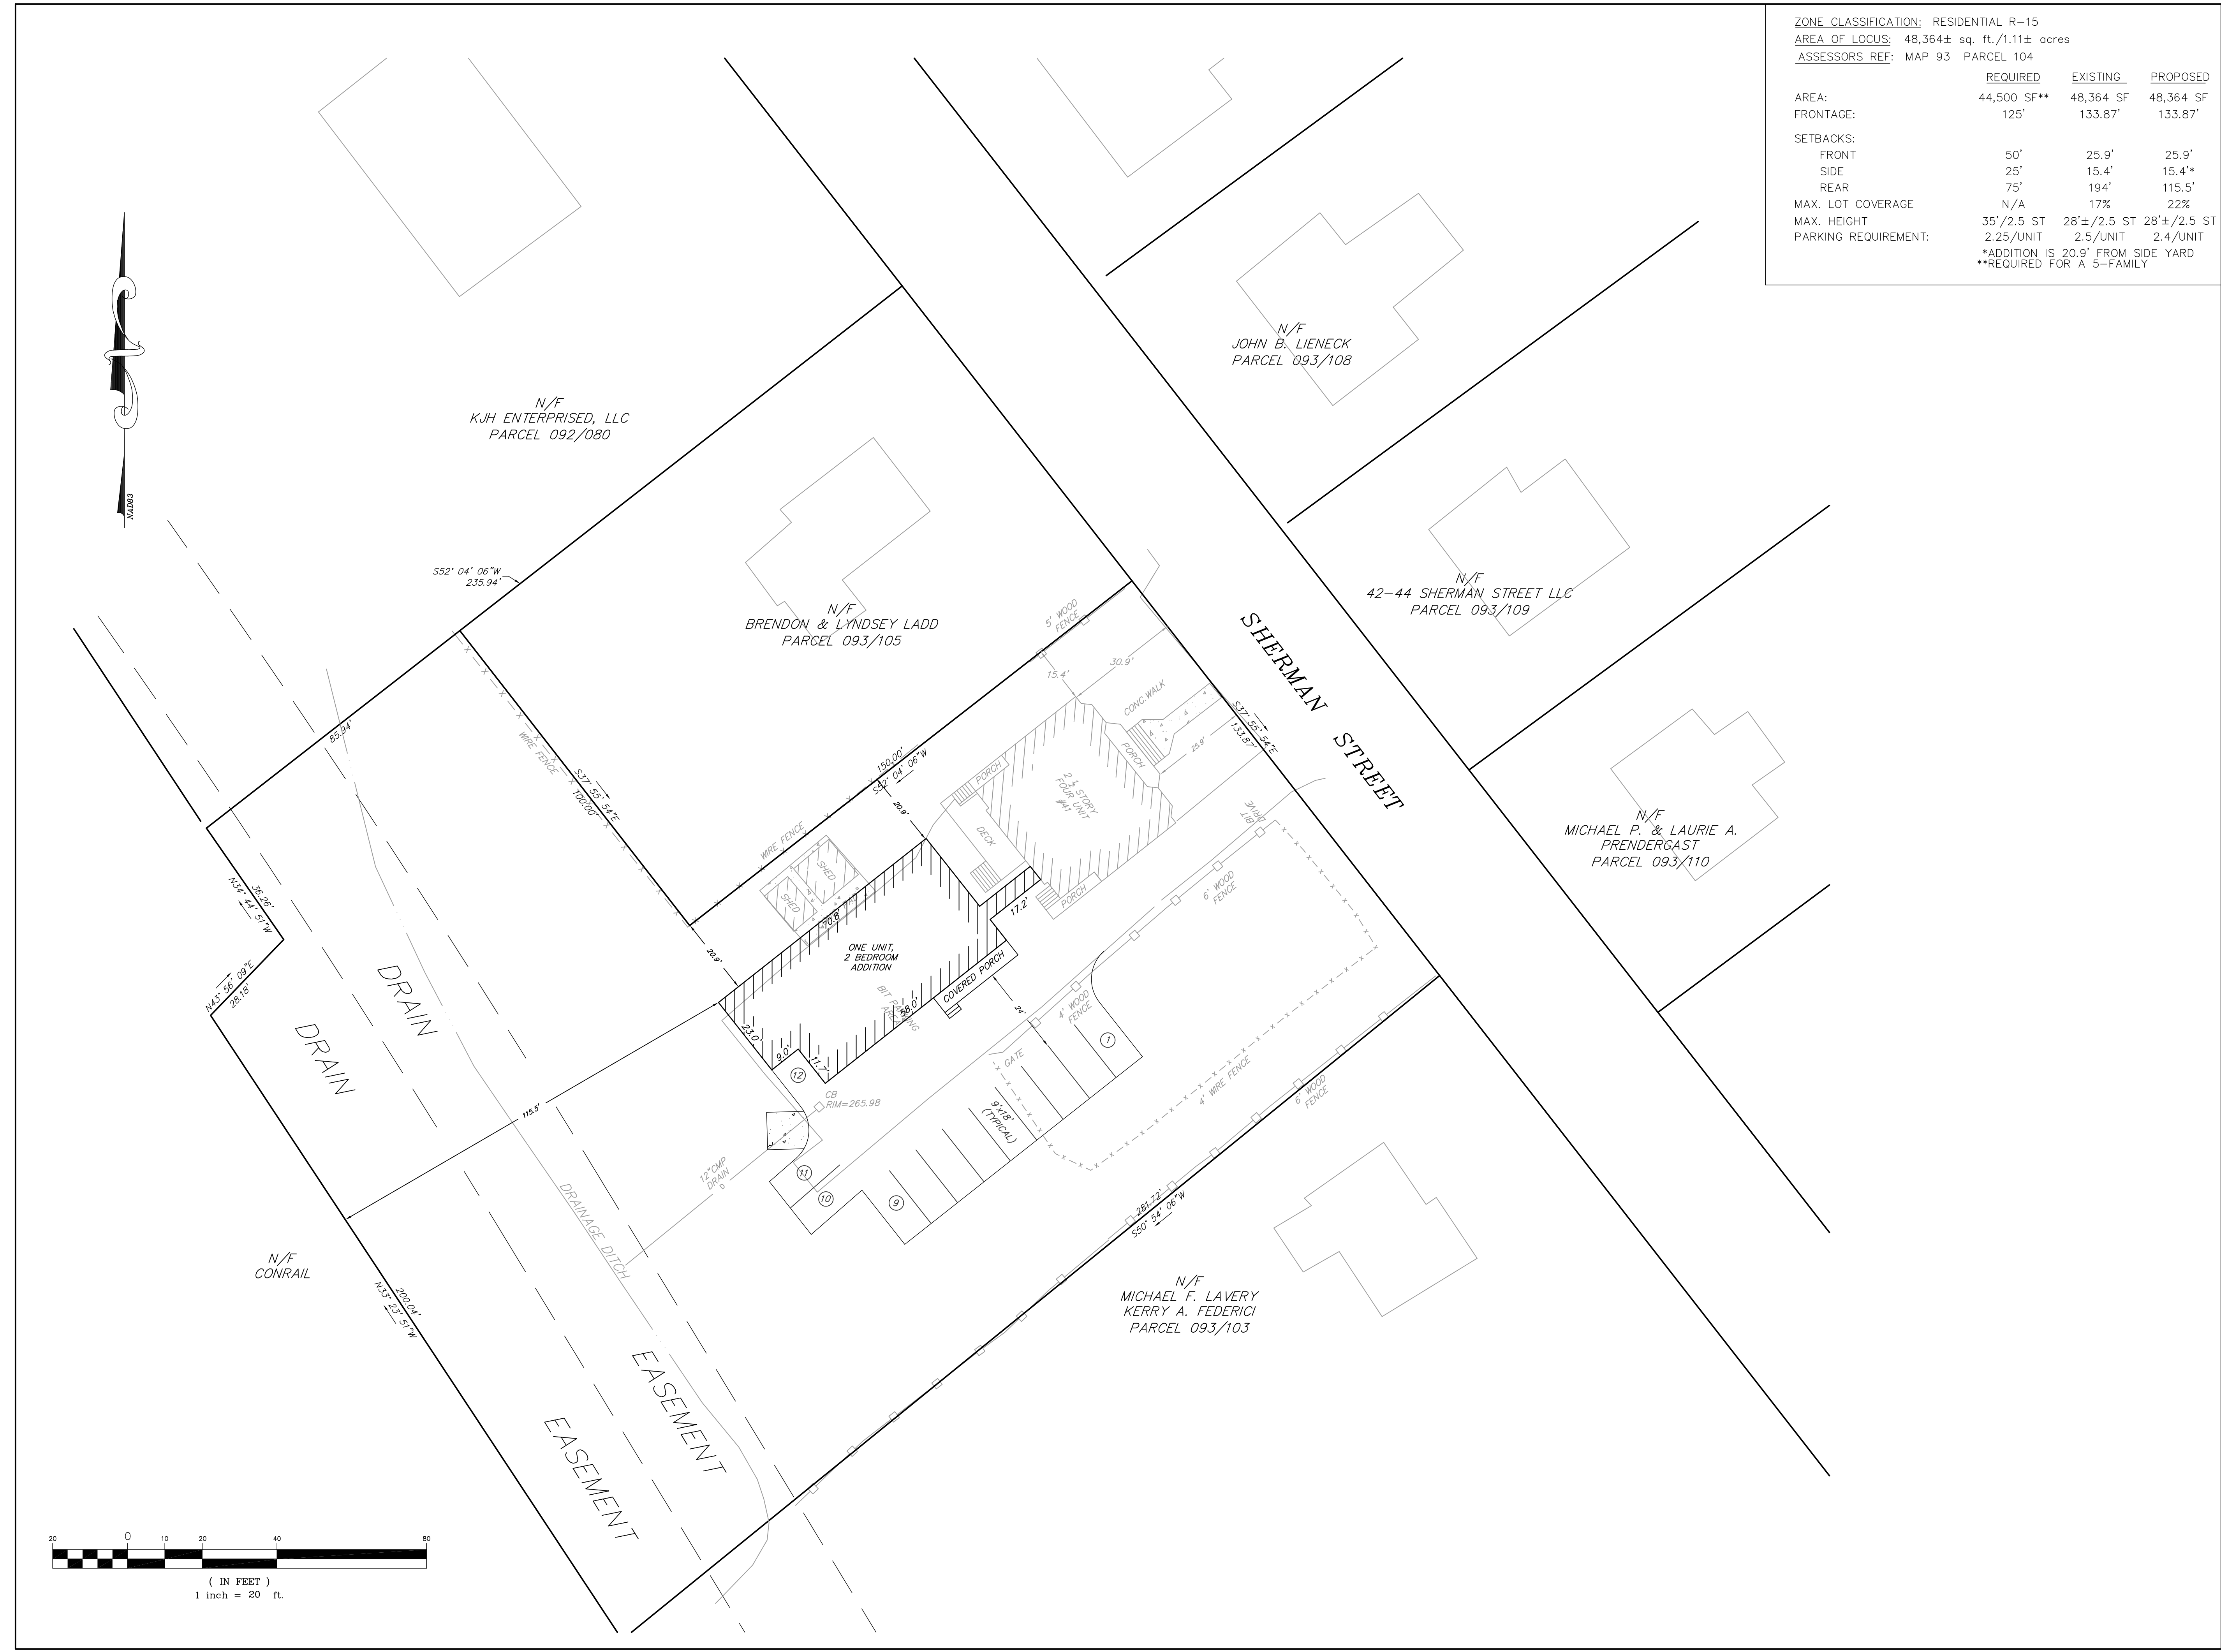 ZONE CLASSIFICATION: RESIDENTIAL R-15
AREA OF LOCUS: 48,364± sq. ft./1.11± acres
ASSESSORS REF: MAP 93 PARCEL 104
REQUIRED EXISTING PROPOSED
AREA: 44,500 SF** 48,364 SF 48,364 SF
FRONTAGE: 125' 133.87' 133.87'
SETBACKS:
FRONT 50' 25.9' 25.9'
SIDE 25' 15.4' 15.4'*
REAR 75' 194' 115.5'
MAX. LOT COVERAGE N/A 17% 22%
MAX. HEIGHT 35'/2.5 ST 28'±/2.5 ST 28'±/2.5 ST
PARKING REQUIREMENT: 2.25/UNIT 2.5/UNIT 2.4/UNIT
*ADDITION IS 20.9' FROM SIDE YARD
**REQUIRED FOR A 5-FAMILY
NAD83
N/F
JOHN B. LIENECK
PARCEL 093/108
N/F
KJH ENTERPRISED, LLC
PARCEL 092/080
S52° 04' 06"W
235.94'
N/F
42-44 SHERMAN STREET LLC
PARCEL 093/109
N/F
BRENDON & LYNDSEY LADD
PARCEL 093/105
5' WOOD
FENCE
SHERMAN STREET
15.4'
30.9'
CONC.WALK
S37° 55' 54"E
133.87'
85.94'
WIRE FENCE
S37° 55' 54"E
100.00'
150.00'
S52° 04' 06"W
PORCH
PORCH
25.9'
2 1/2 STORY
FOUR UNIT
#41
DECK
PORCH
BIT
DRIVE
20.9'
WIRE FENCE
SHED
SHED
N/F
MICHAEL P. & LAURIE A.
PRENDERGAST
PARCEL 093/110
6' WOOD
FENCE
17.2'
70.8'
ONE UNIT,
2 BEDROOM
ADDITION
20.9'
COVERED PORCH
BIT PARKING
AREA
58.0'
24'
4' WOOD
FENCE
36.26'
N34° 44' 51"W
N43° 56' 09"E
28.18'
DRAIN
DRAIN
23.0'
9.0'
11.7'
12
1
GATE
4' WIRE FENCE
6' WOOD
FENCE
CB
RIM=265.98
9'x18'
(TYPICAL)
115.5'
12"CMP
DRAIN
D
11
10
9
281.72'
S50° 54' 06"W
DRAINAGE DITCH
N/F
CONRAIL
200.04'
N33° 23' 51"W
N/F
MICHAEL F. LAVERY
KERRY A. FEDERICI
PARCEL 093/103
EASEMENT
EASEMENT
20 0 10 20 40 80
( IN FEET )
1 inch = 20 ft.